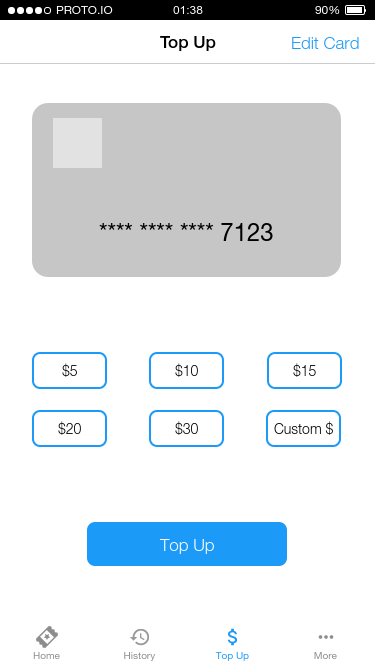 PROTO.IO 01:38 90%
Top Up Edit Card
**** **** **** 7123
$5 $10 $15
$20 $30 Custom $
Top Up
Home History Top Up More